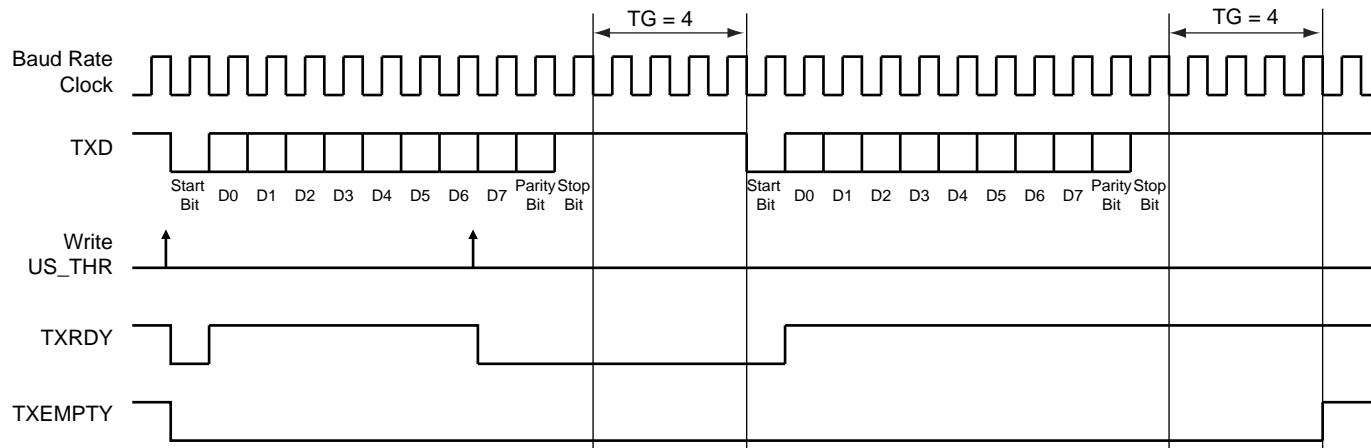 TG = 4
TG = 4
Baud Rate
Clock
TXD
Start
Bit
D0
D1
D2
D3
D4
D5
D6
D7
Parity
Bit
Stop
Bit
Start
Bit
D0
D1
D2
D3
D4
D5
D6
D7
Parity
Bit
Stop
Bit
Write
US_THR
TXRDY
TXEMPTY